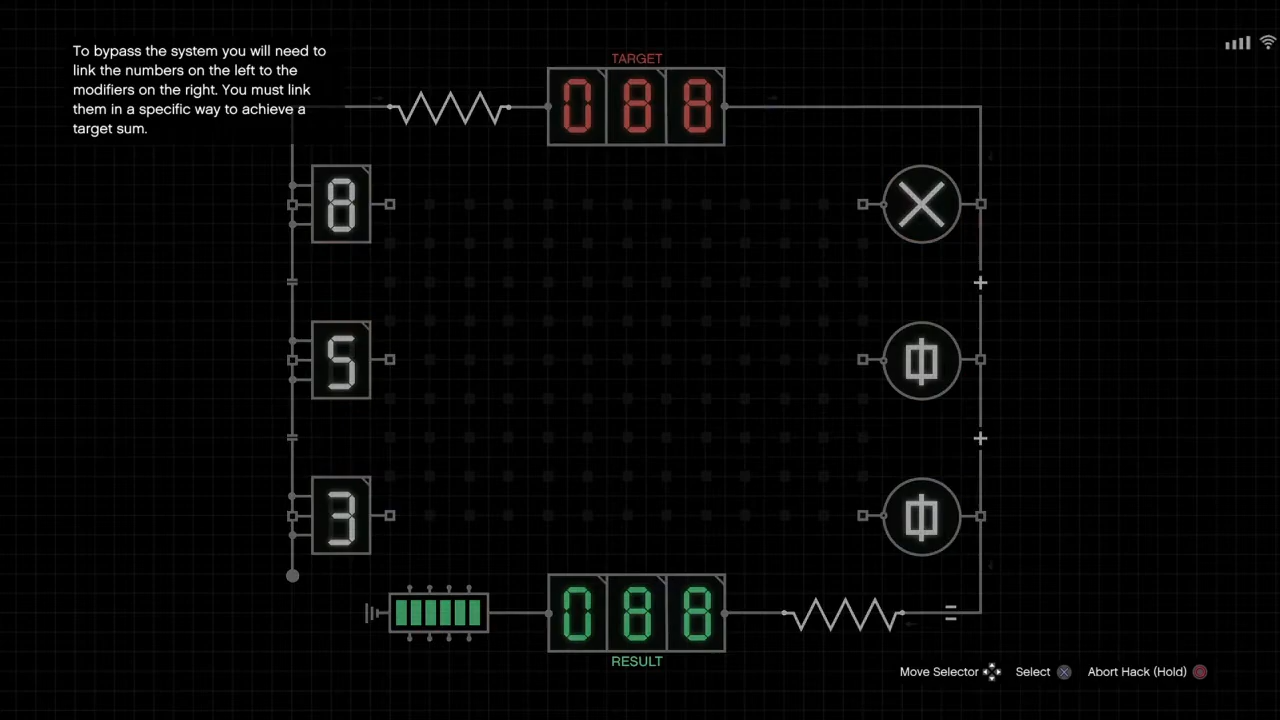 To bypass the system you will need to
link the numbers on the left to the
modifiers on the right. You must link
them in a specific way to achieve a
target sum.
TARGET
088
8
5
3
+
+
=
088
RESULT
Move Selector
Select
Abort Hack (Hold)